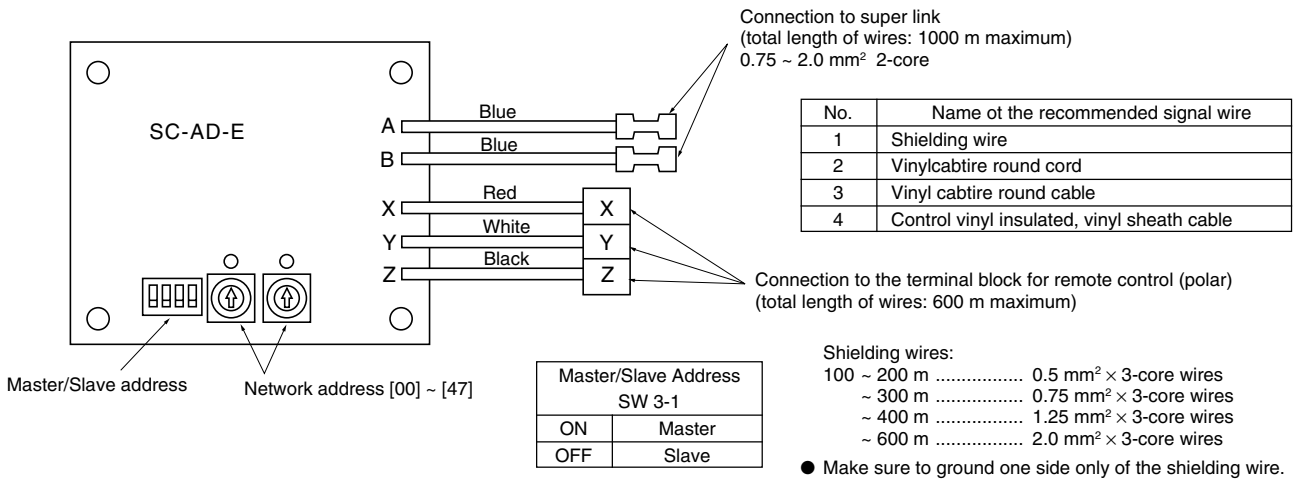 Connection to super link
(total length of wires: 1000 m maximum)
0.75 ~ 2.0 mm² 2-core
SC-AD-E
A
Blue
B
Blue
X
Red
X
Y
White
Y
Z
Black
Z
No. Name ot the recommended signal wire
1 Shielding wire
2 Vinylcabtire round cord
3 Vinyl cabtire round cable
4 Control vinyl insulated, vinyl sheath cable
Connection to the terminal block for remote control (polar)
(total length of wires: 600 m maximum)
Master/Slave address
Network address [00] ~ [47]
Master/Slave Address
SW 3-1
ON Master
OFF Slave
Shielding wires:
100 ~ 200 m ................. 0.5 mm² × 3-core wires
~ 300 m ................. 0.75 mm² × 3-core wires
~ 400 m ................. 1.25 mm² × 3-core wires
~ 600 m ................. 2.0 mm² × 3-core wires
● Make sure to ground one side only of the shielding wire.